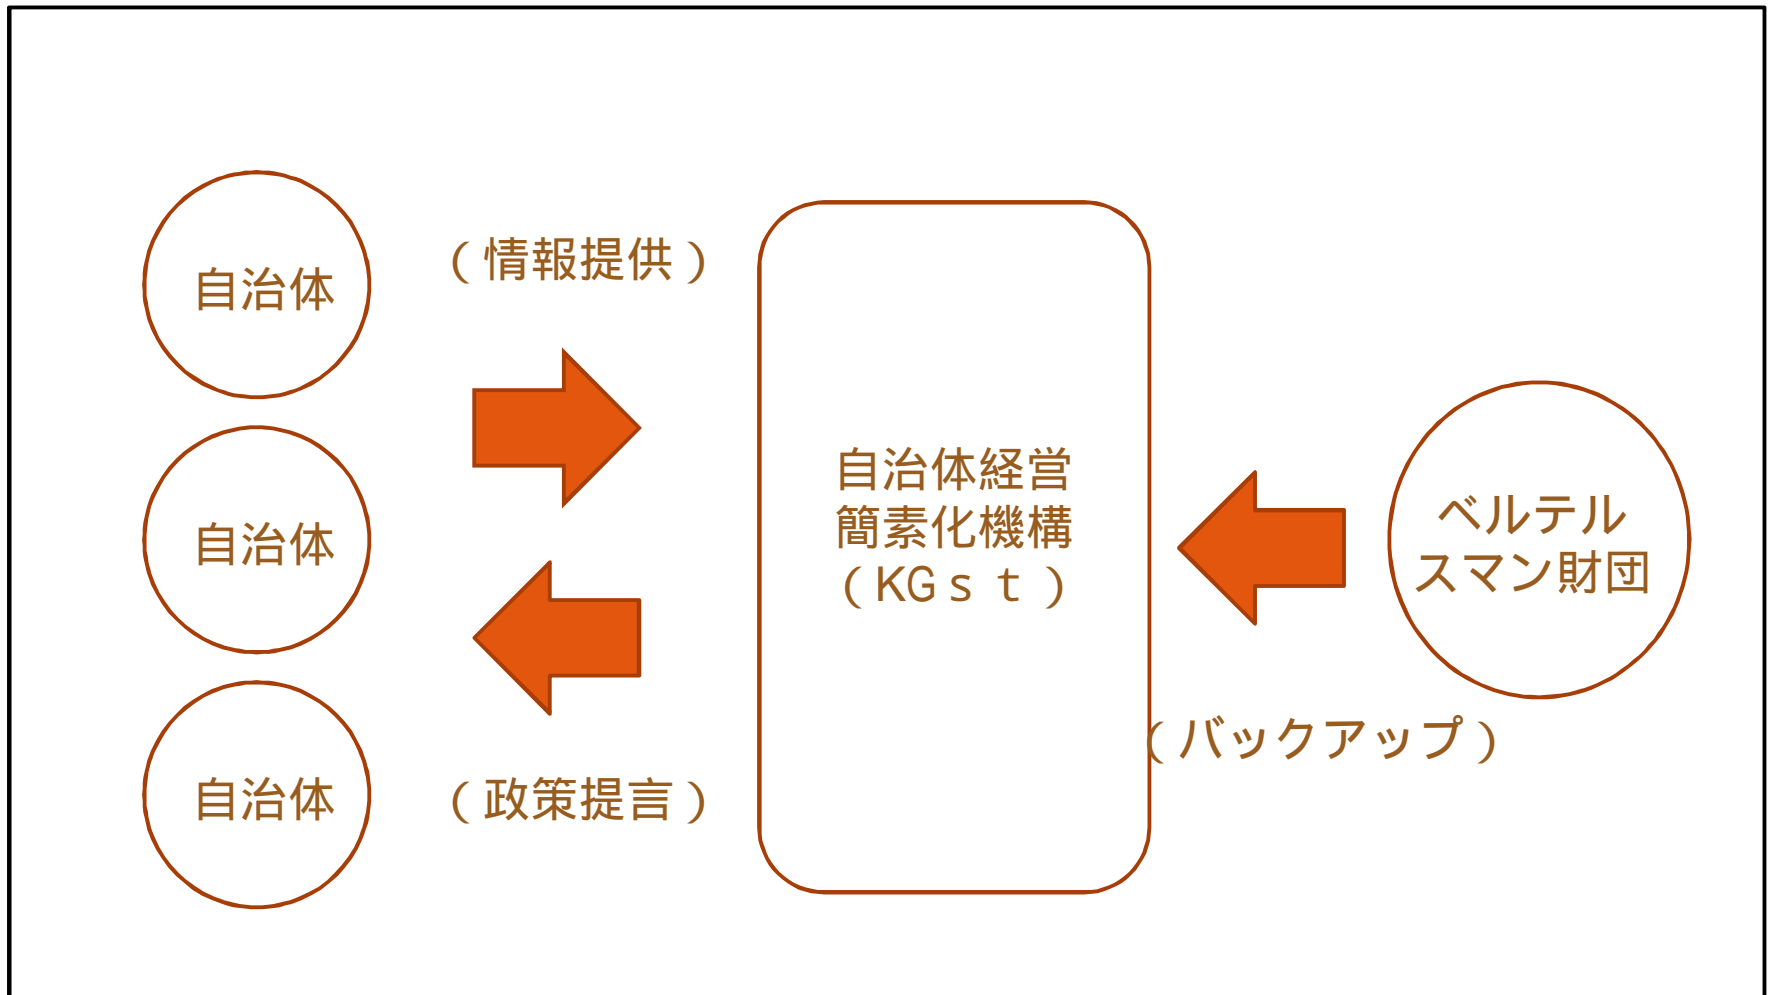 自治体
（情報提供）
自治体
自治体
（政策提言）
自治体経営
簡素化機構
（KGｓｔ）
ベルテル
スマン財団
（バックアップ）